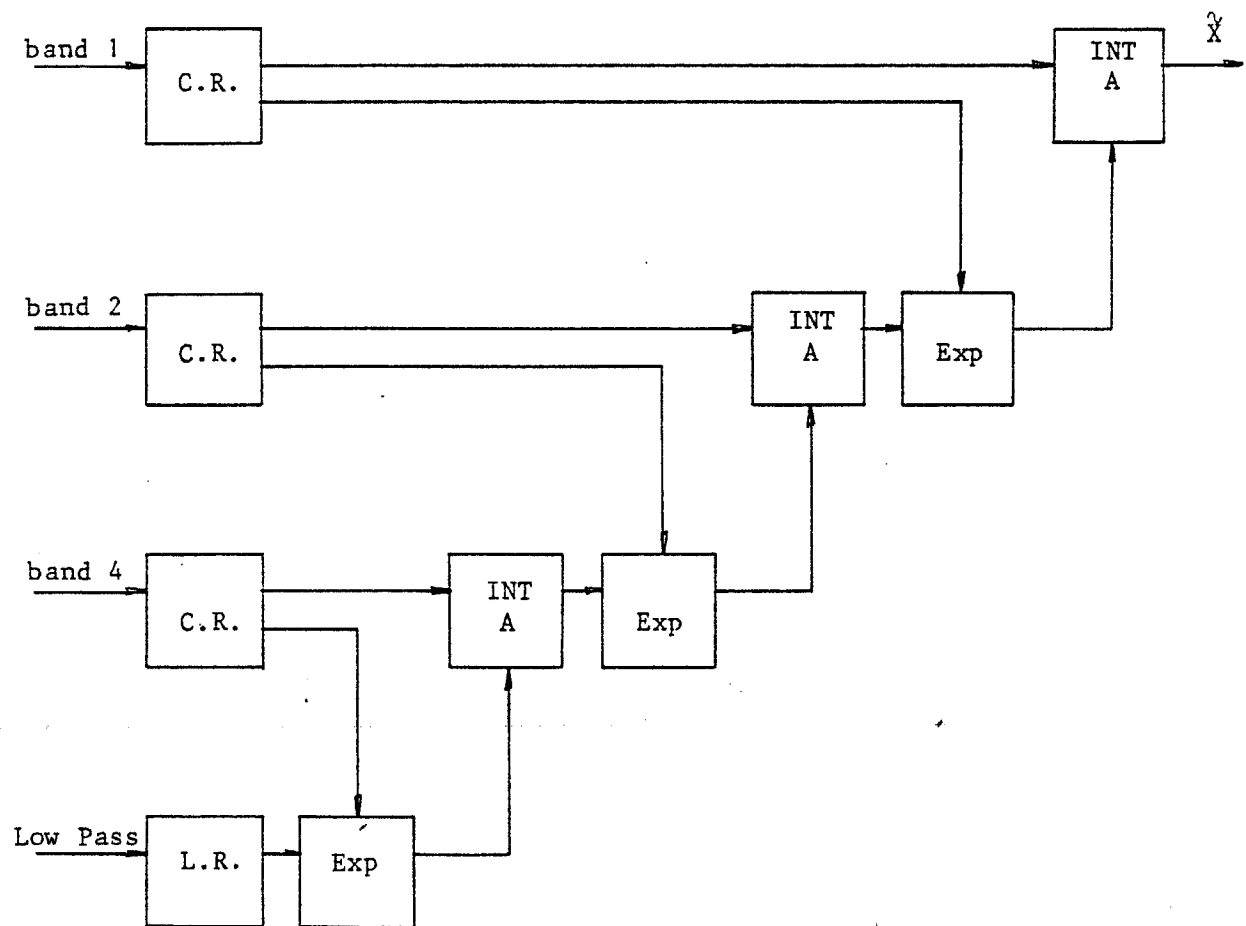 band 1
C.R.
INT
A
x̃
band 2
C.R.
INT
A
Exp
band 4
C.R.
INT
A
Exp
Low Pass
L.R.
Exp